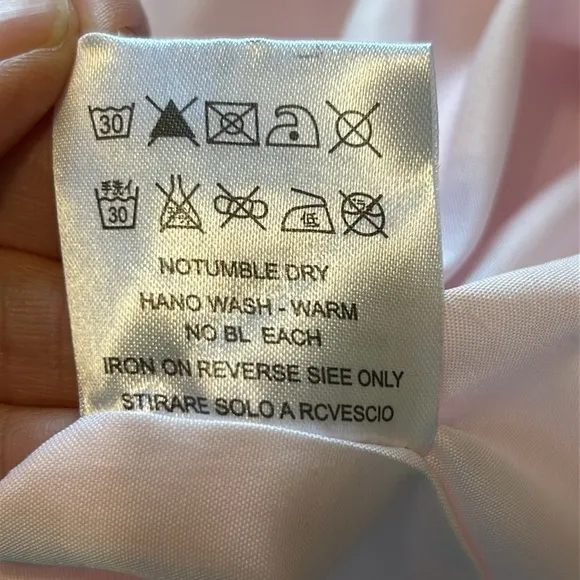 30
手洗イ
30
低
NOTUMBLE DRY
HANO WASH - WARM
NO BL EACH
IRON ON REVERSE SIEE ONLY
STIRARE SOLO A RCVESCIO